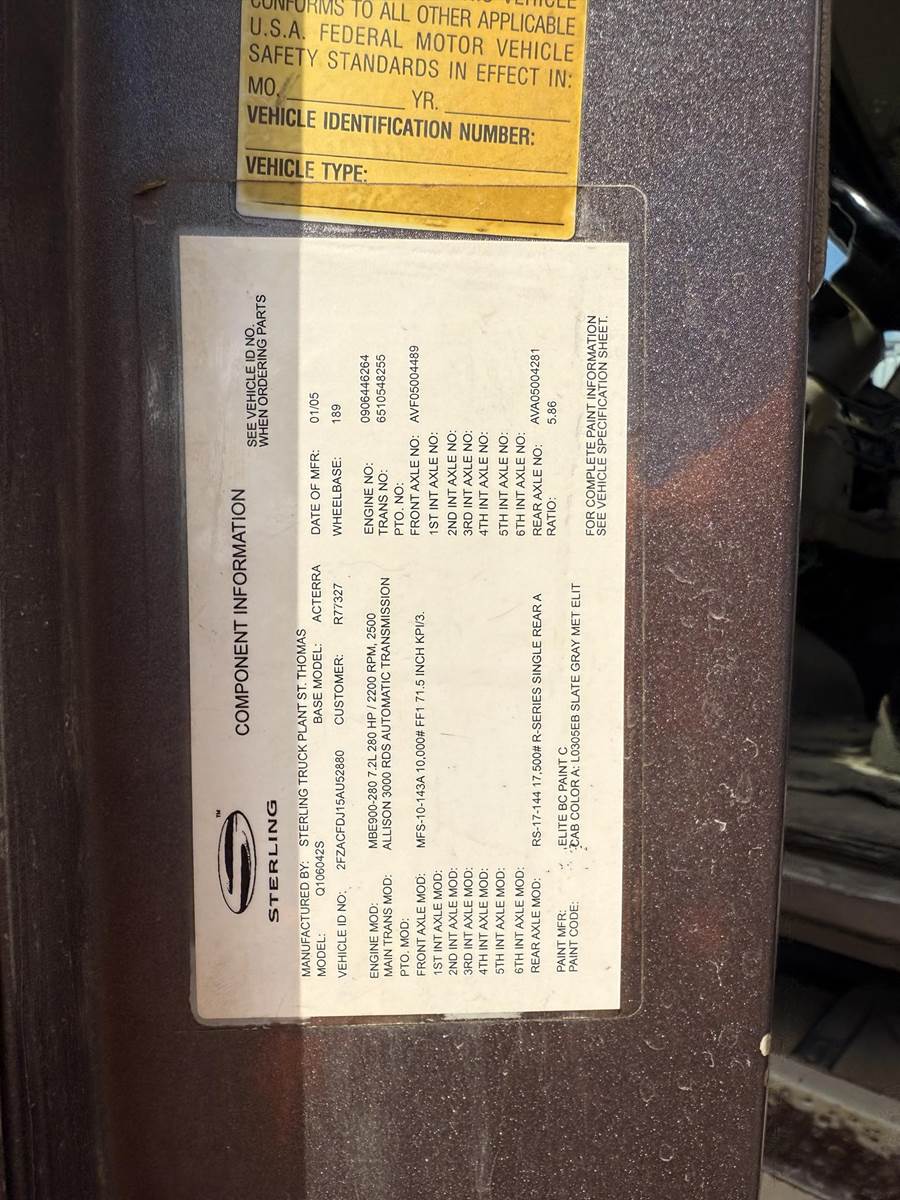 VEHICLE
CONFORMS TO ALL OTHER APPLICABLE
U.S.A. FEDERAL MOTOR VEHICLE
SAFETY STANDARDS IN EFFECT IN:
MO. YR.
VEHICLE IDENTIFICATION NUMBER:
VEHICLE TYPE:
STERLING ™
COMPONENT INFORMATION
SEE VEHICLE ID NO.
WHEN ORDERING PARTS
MANUFACTURED BY: STERLING TRUCK PLANT ST. THOMAS
MODEL: Q106042S BASE MODEL: ACTERRA DATE OF MFR: 01/05
VEHICLE ID NO: 2FZACFDJ15AU52880 CUSTOMER: R77327 WHEELBASE: 189
ENGINE MOD: MBE900-280 7.2L 280 HP / 2200 RPM, 2500 ENGINE NO: 0906446264
MAIN TRANS MOD: ALLISON 3000 RDS AUTOMATIC TRANSMISSION TRANS NO: 6510548255
PTO. MOD: PTO. NO:
FRONT AXLE MOD: MFS-10-143A 10,000# FF1 71.5 INCH KPI/3. FRONT AXLE NO: AVF05004489
1ST INT AXLE MOD: 1ST INT AXLE NO:
2ND INT AXLE MOD: 2ND INT AXLE NO:
3RD INT AXLE MOD: 3RD INT AXLE NO:
4TH INT AXLE MOD: 4TH INT AXLE NO:
5TH INT AXLE MOD: 5TH INT AXLE NO:
6TH INT AXLE MOD: 6TH INT AXLE NO:
REAR AXLE MOD: RS-17-144 17,500# R-SERIES SINGLE REAR A REAR AXLE NO: AVA05004281
RATIO: 5.86
PAINT MFR: ELITE BC PAINT C
PAINT CODE: CAB COLOR A: L0305EB SLATE GRAY MET ELIT
FOR COMPLETE PAINT INFORMATION
SEE VEHICLE SPECIFICATION SHEET.